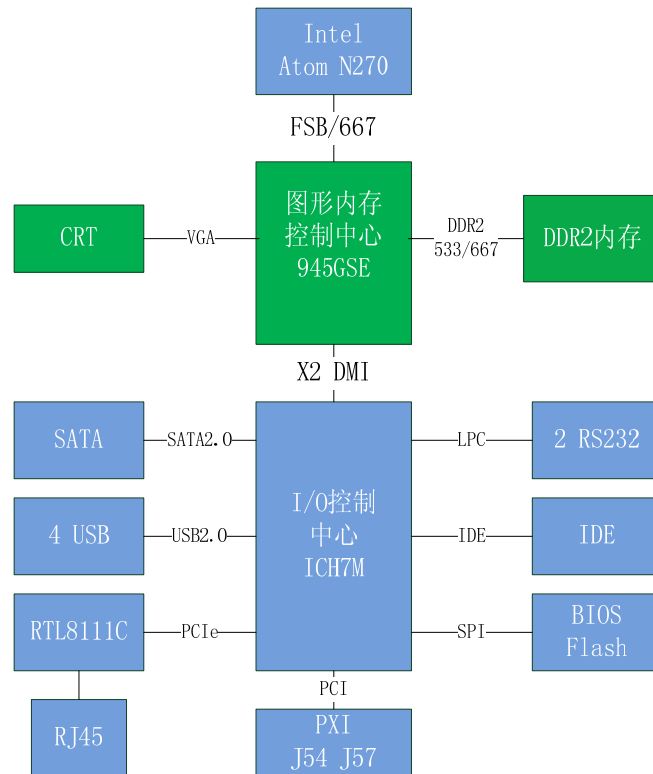 Intel
Atom N270
FSB/667
图形内存
控制中心
945GSE
CRT
VGA
DDR2
533/667
DDR2内存
X2 DMI
SATA
SATA2.0
I/O控制
中心
ICH7M
LPC
2 RS232
4 USB
USB2.0
IDE
IDE
RTL8111C
PCIe
SPI
BIOS
Flash
RJ45
PCI
PXI
J54 J57